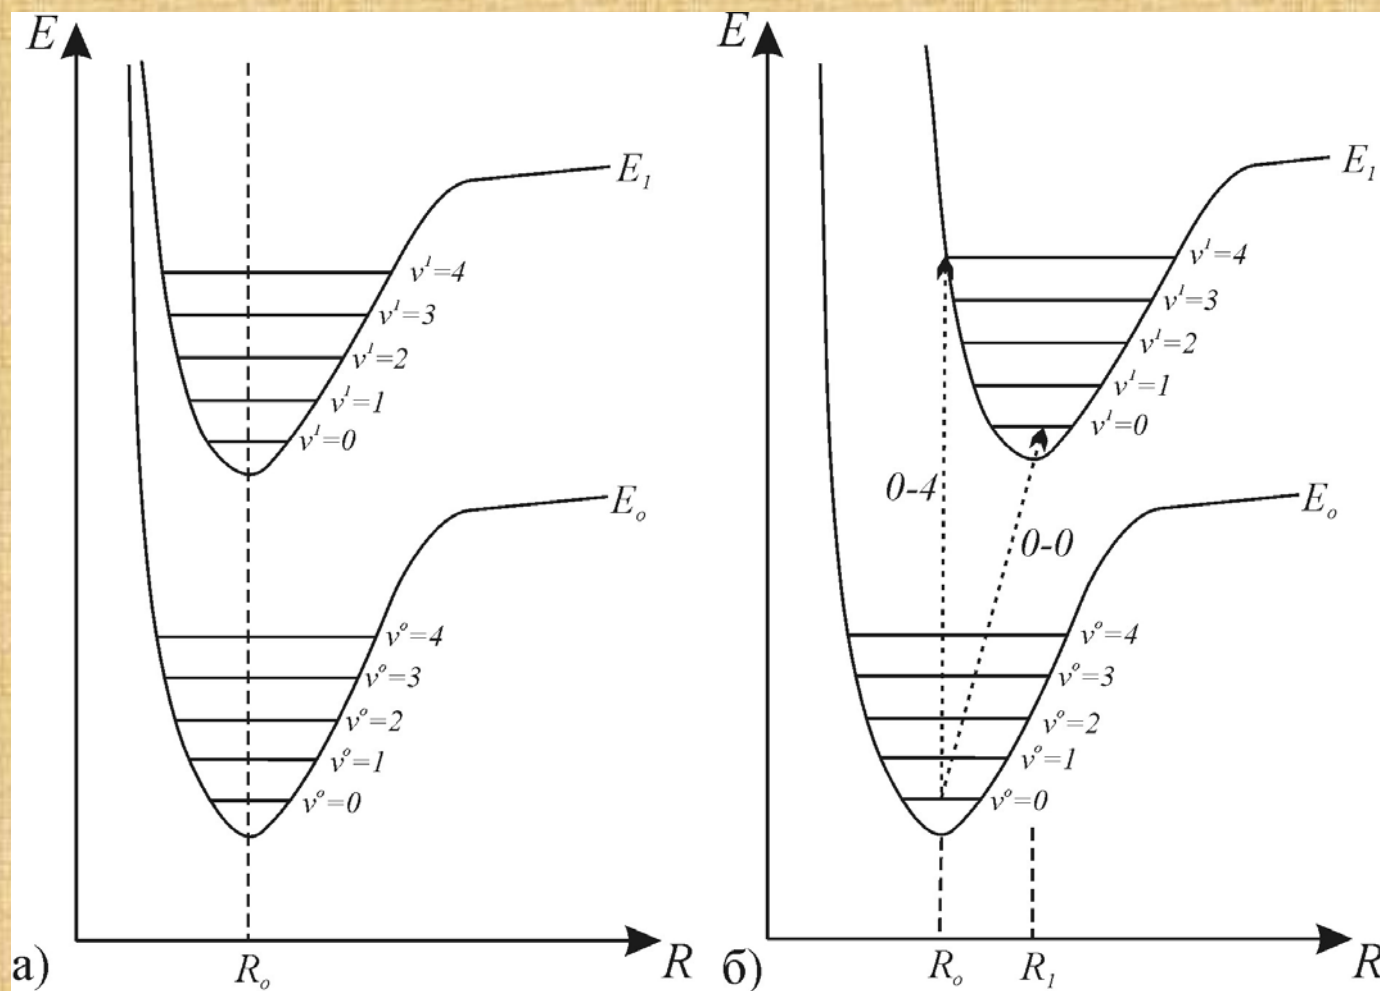 E
E₁
v¹=4
v¹=3
v¹=2
v¹=1
v¹=0
Eₒ
vᵒ=4
vᵒ=3
vᵒ=2
vᵒ=1
vᵒ=0
а)
Rₒ
R
E
E₁
v¹=4
v¹=3
v¹=2
v¹=1
v¹=0
0-4
0-0
Eₒ
vᵒ=4
vᵒ=3
vᵒ=2
vᵒ=1
vᵒ=0
б)
Rₒ
R₁
R